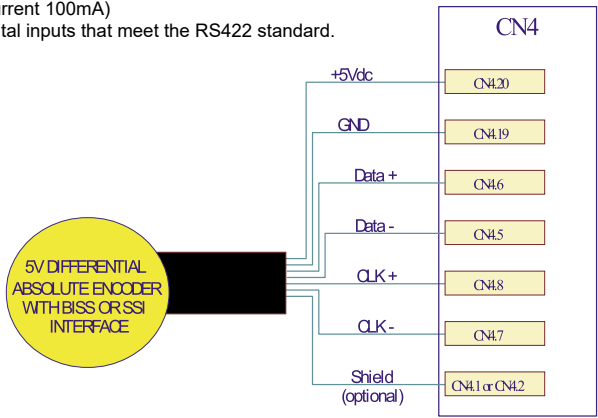 urrent 100mA)
tal inputs that meet the RS422 standard.
CN4
+5Vdc
CN4.20
GND
CN4.19
Data +
CN4.6
Data -
CN4.5
CLK +
CN4.8
CLK -
CN4.7
Shield
(optional)
CN4.1 or CN4.2
5V DIFFERENTIAL
ABSOLUTE ENCODER
WITH BISS OR SSI
INTERFACE